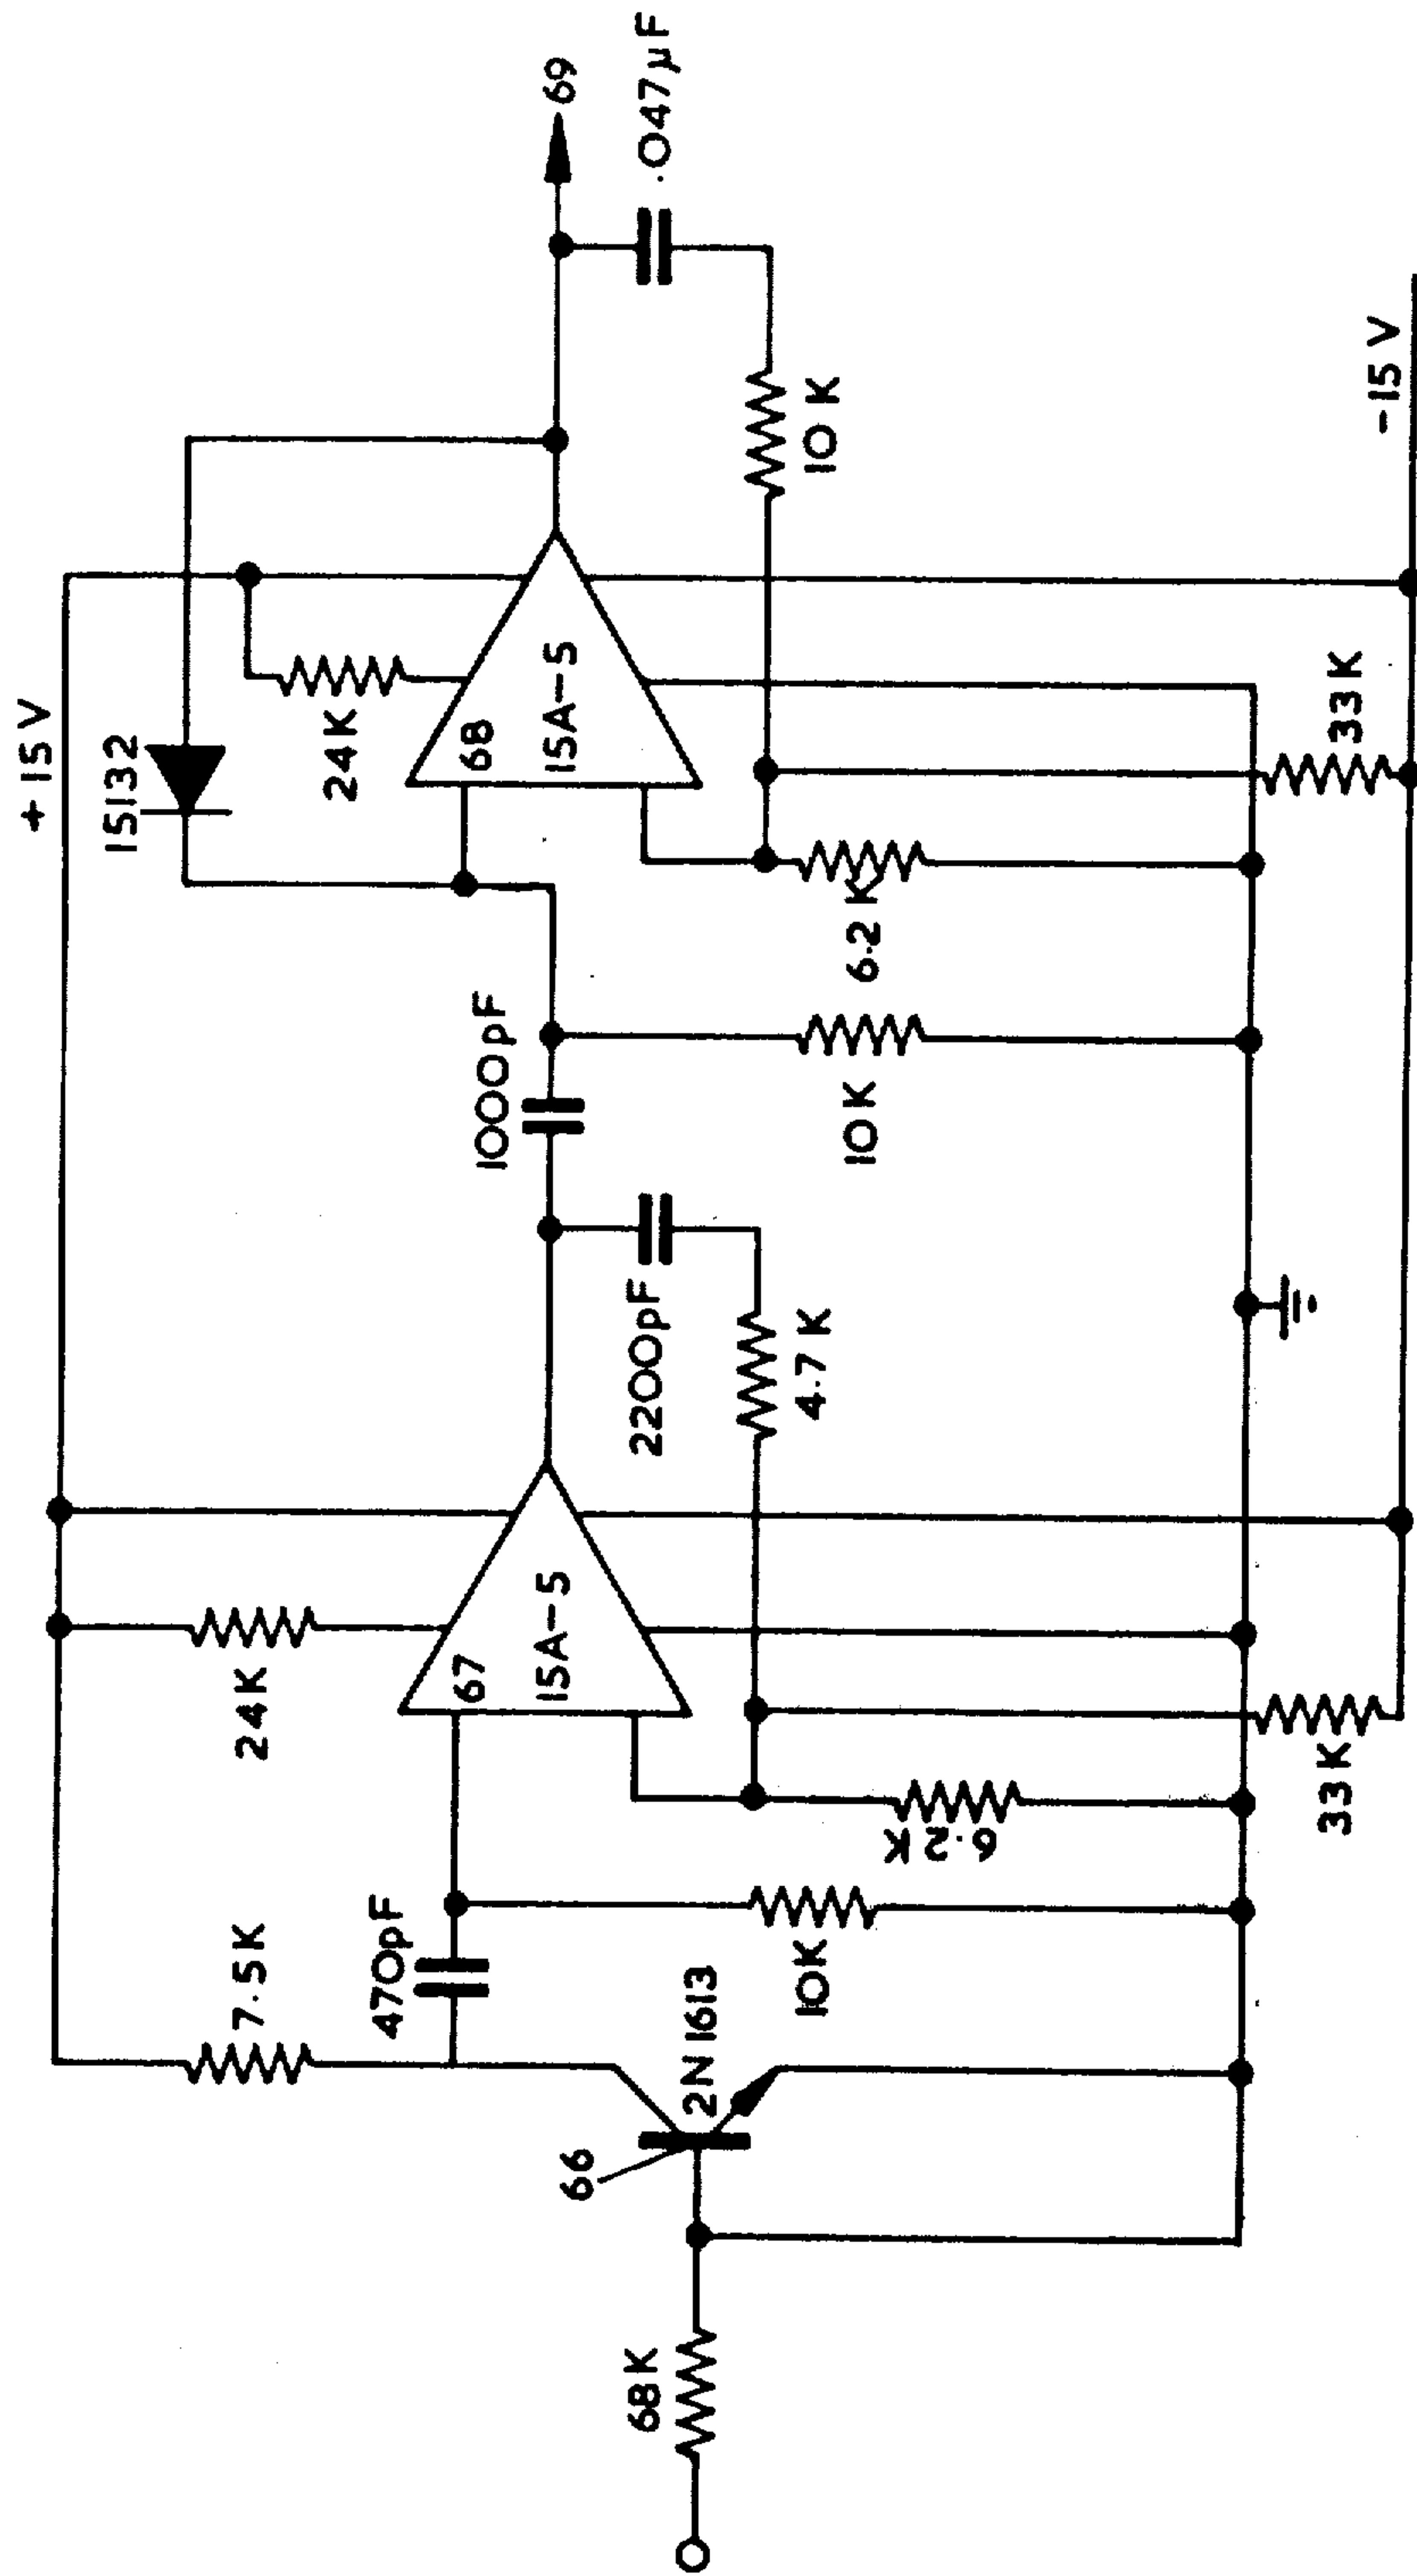 +15V
15132
24K
68
15A-5
69
.047µF
10K
1000pF
6.2K
10K
33K
-15V
24K
67
15A-5
2200pF
4.7K
7.5K
470pF
6.2K
33K
10K
66
2N1613
68K